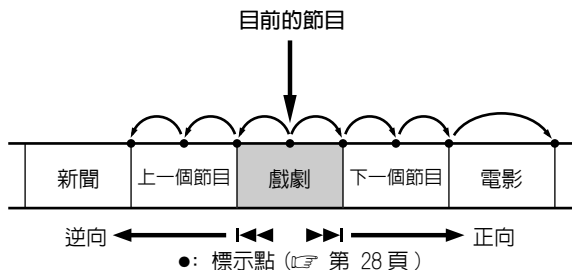 目前的節目
新聞 上一個節目 戲劇 下一個節目 電影
逆向 正向
●: 標示點 (☞ 第 28 頁)